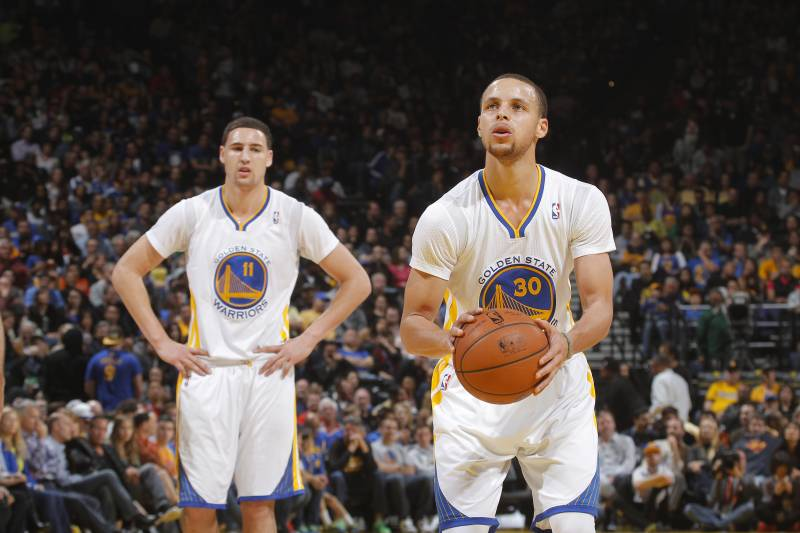 GOLDEN STATE
11
WARRIORS
GOLDEN STATE
30